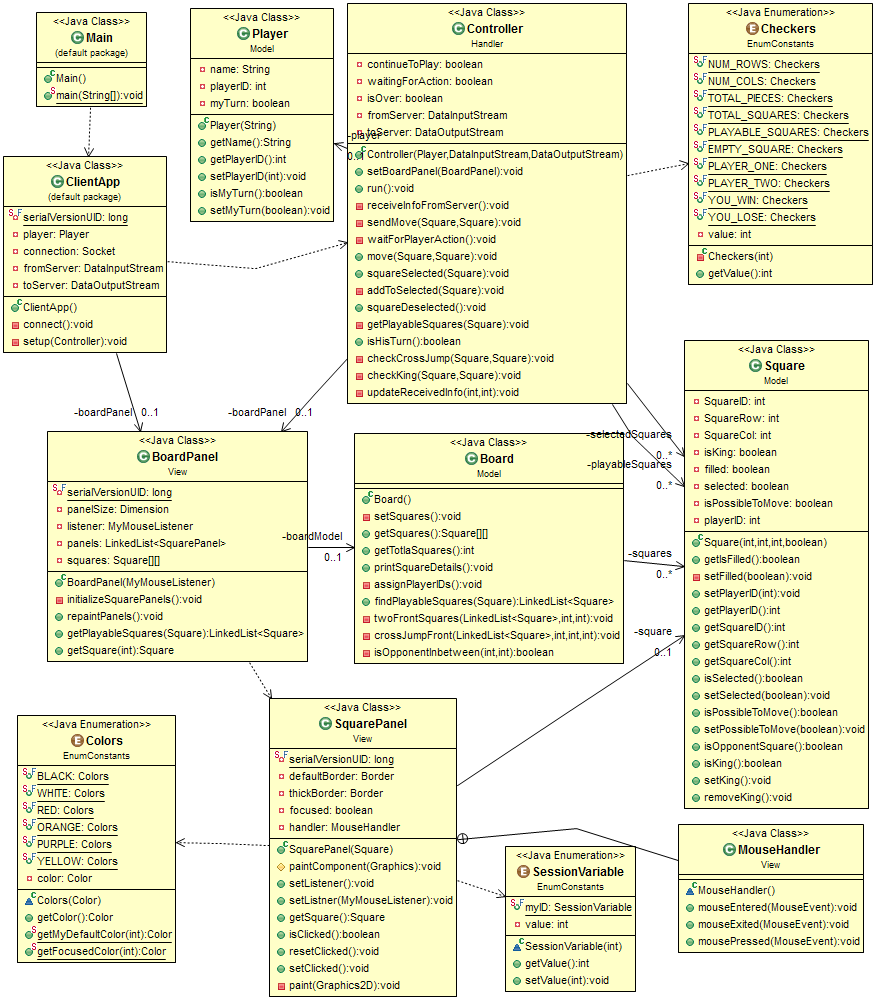 <<Java Class>>
Main
(default package)
Main()
main(String[]):void
<<Java Class>>
Player
Model
name: String
playerID: int
myTurn: boolean
Player(String)
getName():String
getPlayerID():int
setPlayerID(int):void
isMyTurn():boolean
setMyTurn(boolean):void
<<Java Class>>
Controller
Handler
continueToPlay: boolean
waitingForAction: boolean
isOver: boolean
fromServer: DataInputStream
toServer: DataOutputStream
Controller(Player,DataInputStream,DataOutputStream)
setBoardPanel(BoardPanel):void
run():void
receiveInfoFromServer():void
sendMove(Square,Square):void
waitForPlayerAction():void
move(Square,Square):void
squareSelected(Square):void
addToSelected(Square):void
squareDeselected():void
getPlayableSquares(Square):void
isHisTurn():boolean
checkCrossJump(Square,Square):void
checkKing(Square,Square):void
updateReceivedInfo(int,int):void
-player
<<Java Enumeration>>
Checkers
EnumConstants
NUM_ROWS: Checkers
NUM_COLS: Checkers
TOTAL_PIECES: Checkers
TOTAL_SQUARES: Checkers
PLAYABLE_SQUARES: Checkers
EMPTY_SQUARE: Checkers
PLAYER_ONE: Checkers
PLAYER_TWO: Checkers
YOU_WIN: Checkers
YOU_LOSE: Checkers
value: int
Checkers(int)
getValue():int
<<Java Class>>
ClientApp
(default package)
serialVersionUID: long
player: Player
connection: Socket
fromServer: DataInputStream
toServer: DataOutputStream
ClientApp()
connect():void
setup(Controller):void
-boardPanel 0..1
-boardPanel 0..1
-selectedSquares
0..*
-playableSquares
0..*
<<Java Class>>
Square
Model
SquareID: int
SquareRow: int
SquareCol: int
isKing: boolean
filled: boolean
selected: boolean
isPossibleToMove: boolean
playerID: int
Square(int,int,int,boolean)
getIsFilled():boolean
setFilled(boolean):void
setPlayerID(int):void
getPlayerID():int
getSquareID():int
getSquareRow():int
getSquareCol():int
isSelected():boolean
setSelected(boolean):void
isPossibleToMove():boolean
setPossibleToMove(boolean):void
isOpponentSquare():boolean
isKing():boolean
setKing():void
removeKing():void
<<Java Class>>
BoardPanel
View
serialVersionUID: long
panelSize: Dimension
listener: MyMouseListener
panels: LinkedList<SquarePanel>
squares: Square[][]
BoardPanel(MyMouseListener)
initializeSquarePanels():void
repaintPanels():void
getPlayableSquares(Square):LinkedList<Square>
getSquare(int):Square
-boardModel
0..1
<<Java Class>>
Board
Model
Board()
setSquares():void
getSquares():Square[][]
getTotlaSquares():int
printSquareDetails():void
assignPlayerIDs():void
findPlayableSquares(Square):LinkedList<Square>
twoFrontSquares(LinkedList<Square>,int,int):void
crossJumpFront(LinkedList<Square>,int,int,int):void
isOpponentInbetween(int,int):boolean
-squares
0..*
-square
0..1
<<Java Enumeration>>
Colors
EnumConstants
BLACK: Colors
WHITE: Colors
RED: Colors
ORANGE: Colors
PURPLE: Colors
YELLOW: Colors
color: Color
Colors(Color)
getColor():Color
getMyDefaultColor(int):Color
getFocusedColor(int):Color
<<Java Class>>
SquarePanel
View
serialVersionUID: long
defaultBorder: Border
thickBorder: Border
focused: boolean
handler: MouseHandler
SquarePanel(Square)
paintComponent(Graphics):void
setListener():void
setListner(MyMouseListener):void
getSquare():Square
isClicked():boolean
resetClicked():void
setClicked():void
paint(Graphics2D):void
<<Java Enumeration>>
SessionVariable
EnumConstants
myID: SessionVariable
value: int
SessionVariable(int)
getValue():int
setValue(int):void
<<Java Class>>
MouseHandler
View
MouseHandler()
mouseEntered(MouseEvent):void
mouseExited(MouseEvent):void
mousePressed(MouseEvent):void